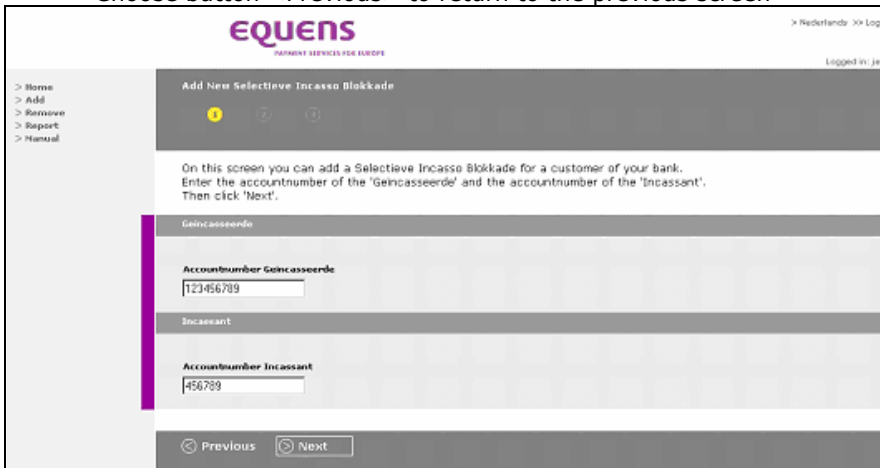 Choose button "Previous" to return to the previous screen
EQUENS
PAYMENT SERVICES FOR EUROPE
> Nederlands >> Log
Logged in: je
> Home
> Add
> Remove
> Report
> Manual
Add New Selectieve Incasso Blokkade
1 2 3
On this screen you can add a Selectieve Incasso Blokkade for a customer of your bank.
Enter the accountnumber of the 'Geïncasseerde' and the accountnumber of the 'Incassant'.
Then click 'Next'.
Geïncasseerde
Accountnumber Geïncasseerde
123456789
Incassant
Accountnumber Incassant
456789
< Previous > Next